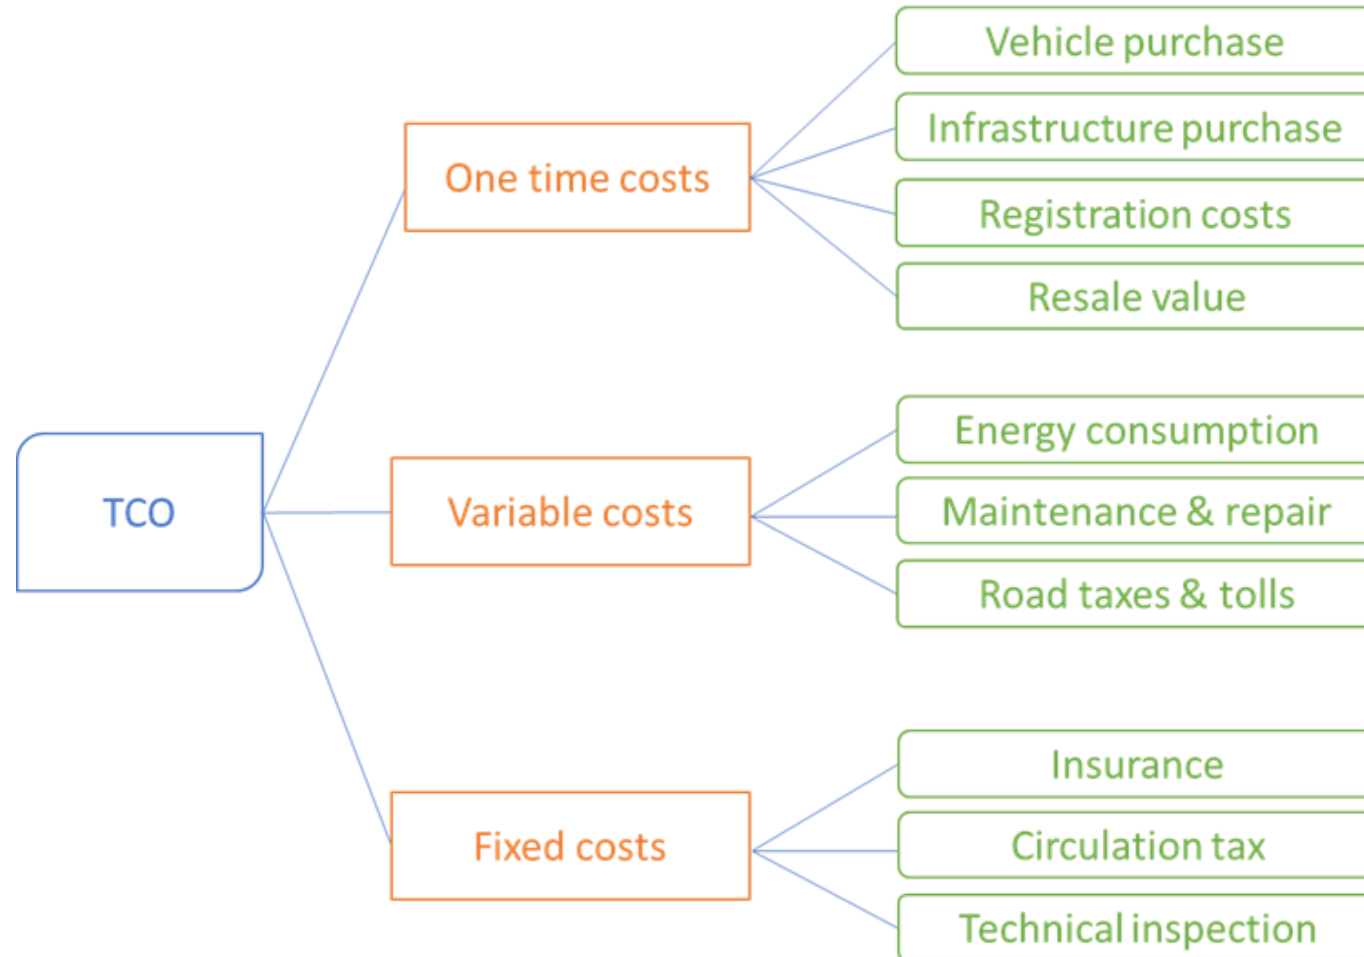 TCO
One time costs
Vehicle purchase
Infrastructure purchase
Registration costs
Resale value
Variable costs
Energy consumption
Maintenance & repair
Road taxes & tolls
Fixed costs
Insurance
Circulation tax
Technical inspection